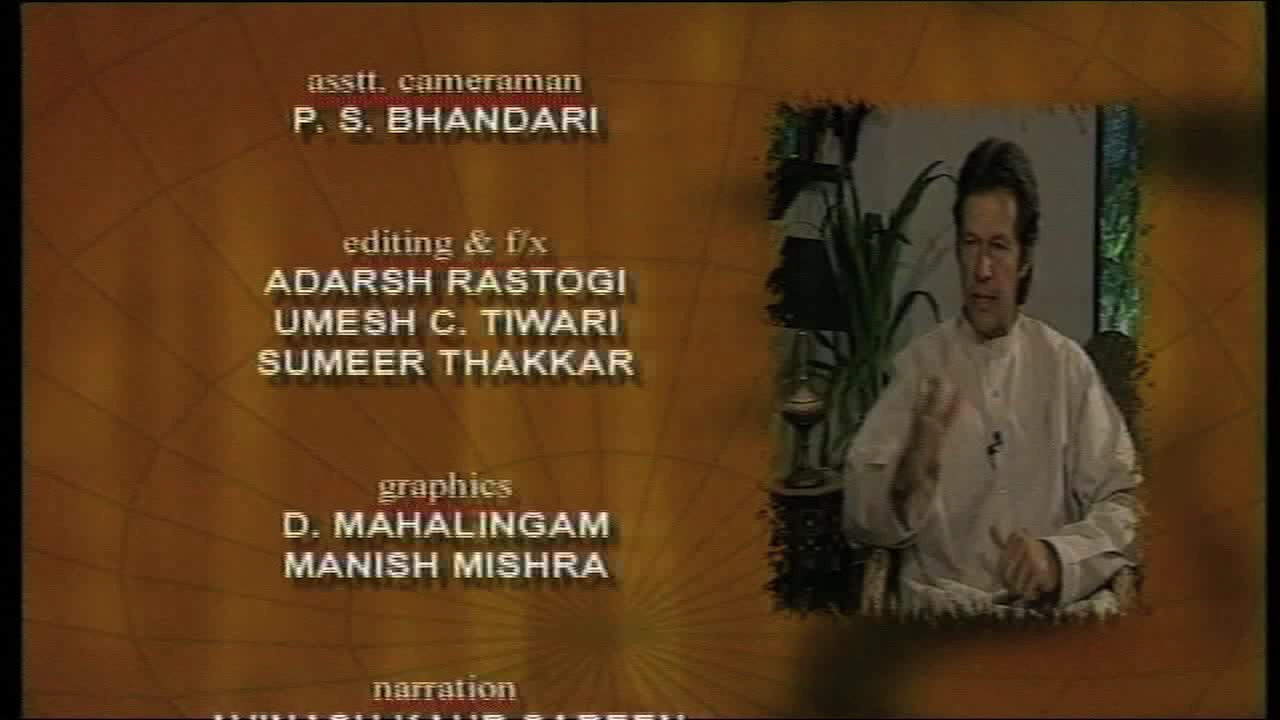 asstt. cameraman
P. S. BHANDARI
editing & f/x
ADARSH RASTOGI
UMESH C. TIWARI
SUMEER THAKKAR
graphics
D. MAHALINGAM
MANISH MISHRA
narration